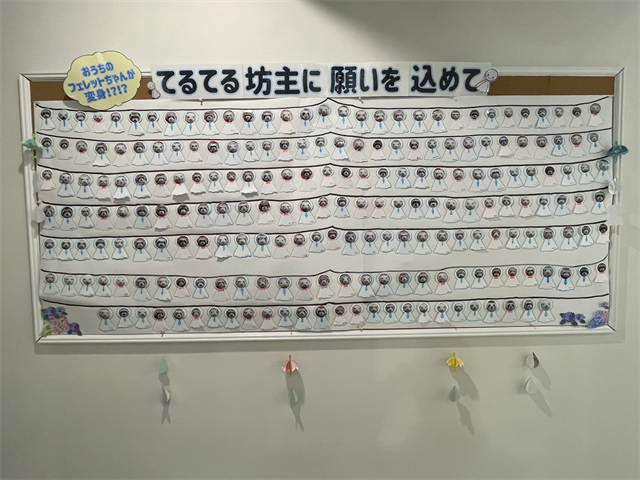 おうちの
フェレットちゃんが
変身!?!?
てるてる坊主に 願いを 込めて